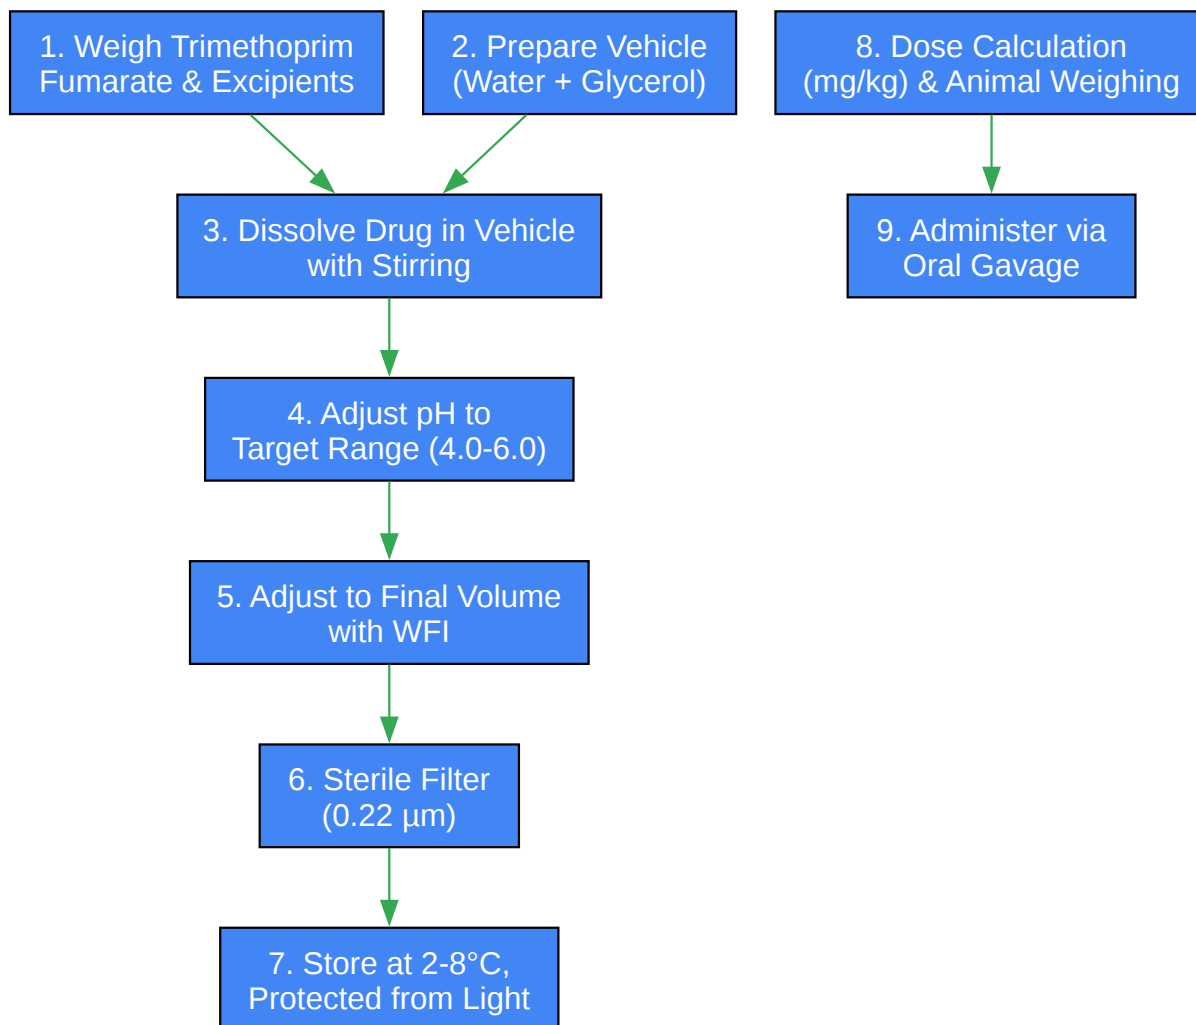 1. Weigh Trimethoprim
Fumarate & Excipients
2. Prepare Vehicle
(Water + Glycerol)
8. Dose Calculation
(mg/kg) & Animal Weighing
3. Dissolve Drug in Vehicle
with Stirring
9. Administer via
Oral Gavage
4. Adjust pH to
Target Range (4.0-6.0)
5. Adjust to Final Volume
with WFI
6. Sterile Filter
(0.22 µm)
7. Store at 2-8°C,
Protected from Light